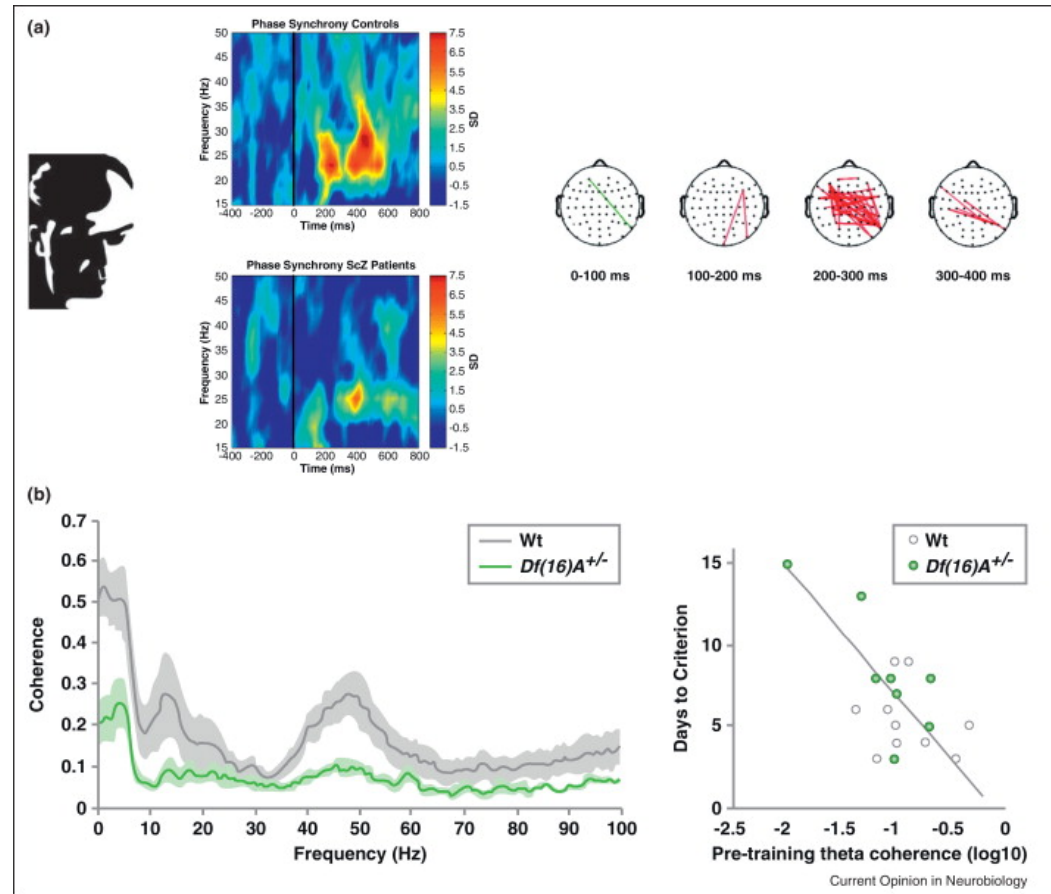 (a)
Phase Synchrony Controls
50
45
40
35
30
25
20
15
Frequency (Hz)
-400 -200 0 200 400 600 800
Time (ms)
7.5
6.5
5.5
4.5
3.5
2.5
1.5
0.5
-0.5
-1.5
SD
0-100 ms 100-200 ms 200-300 ms 300-400 ms
Phase Synchrony ScZ Patients
50
45
40
35
30
25
20
15
Frequency (Hz)
-400 -200 0 200 400 600 800
Time (ms)
7.5
6.5
5.5
4.5
3.5
2.5
1.5
0.5
-0.5
-1.5
SD
(b)
0.7
0.6
0.5
0.4
0.3
0.2
0.1
0
Coherence
Wt
Df(16)A+/-
0 10 20 30 40 50 60 70 80 90 100
Frequency (Hz)
Wt
Df(16)A+/-
15
10
5
0
Days to Criterion
-2.5 -2 -1.5 -1 -0.5 0
Pre-training theta coherence (log10)
Current Opinion in Neurobiology